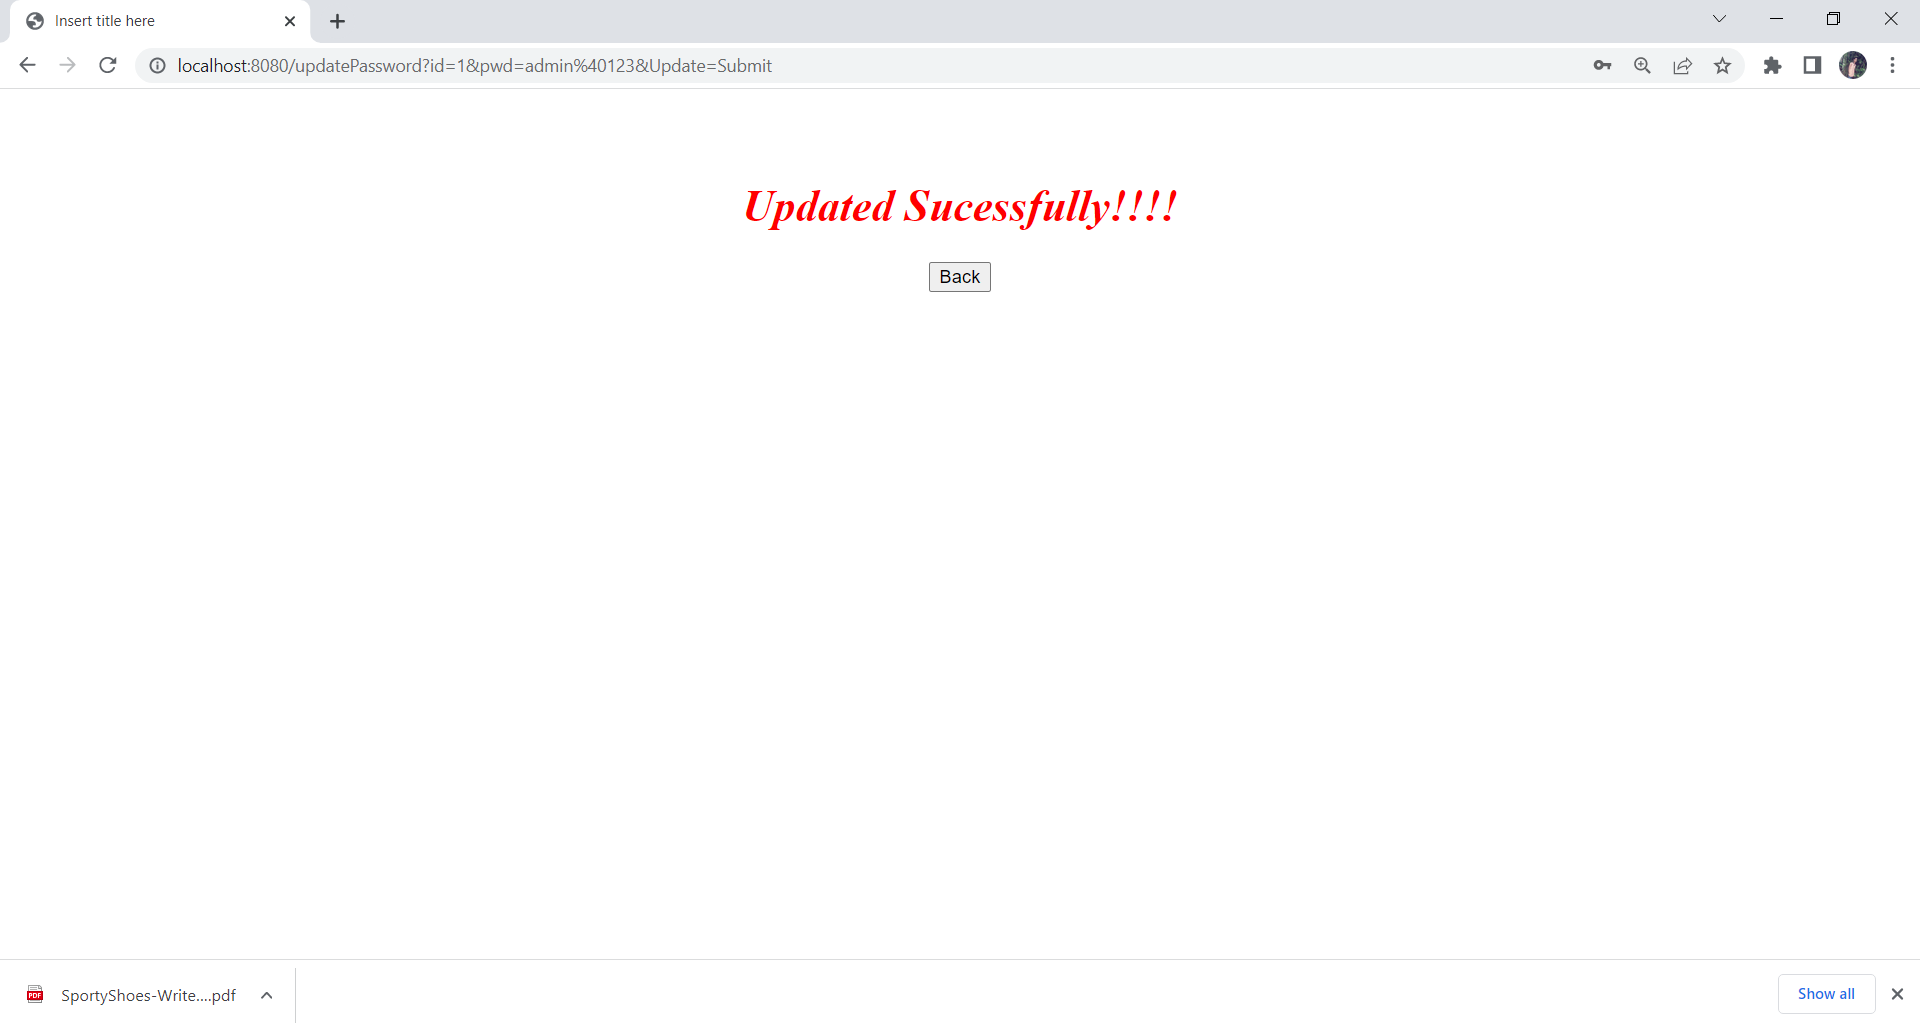 Insert title here
localhost:8080/updatePassword?id=1&pwd=admin%40123&Update=Submit
Updated Sucessfully!!!!
Back
PDF
SportyShoes-Write....pdf
Show all